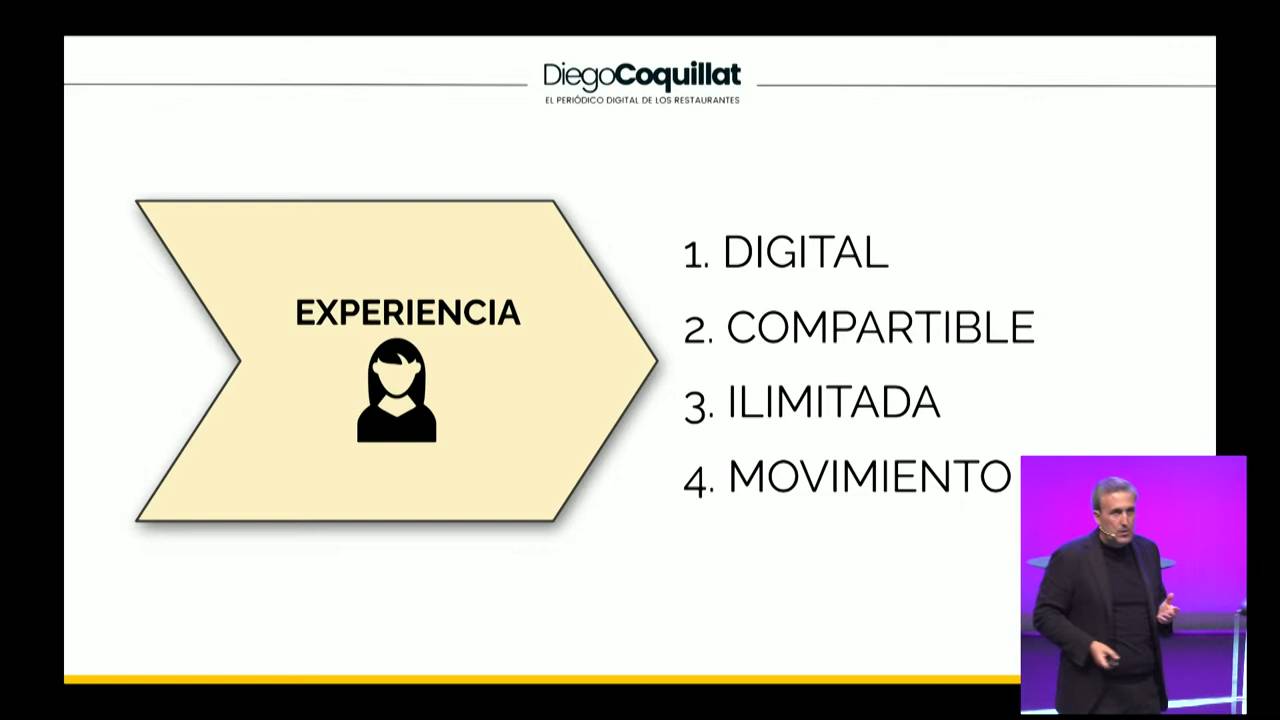 DiegoCoquillat
EL PERIÓDICO DIGITAL DE LOS RESTAURANTES
EXPERIENCIA
1. DIGITAL
2. COMPARTIBLE
3. ILIMITADA
4. MOVIMIENTO